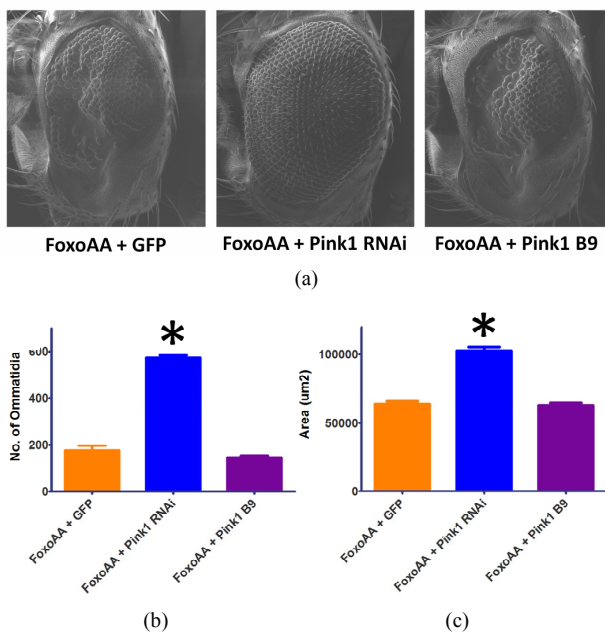 FoxoAA + GFP
FoxoAA + Pink1 RNAi
FoxoAA + Pink1 B9
(a)
*
No. of Ommatidia
600
400
200
0
FoxoAA + GFP
FoxoAA + Pink1 RNAi
FoxoAA + Pink1 B9
(b)
*
Area (um2)
100000
50000
0
FoxoAA + GFP
FoxoAA + Pink1 RNAi
FoxoAA + Pink1 B9
(c)